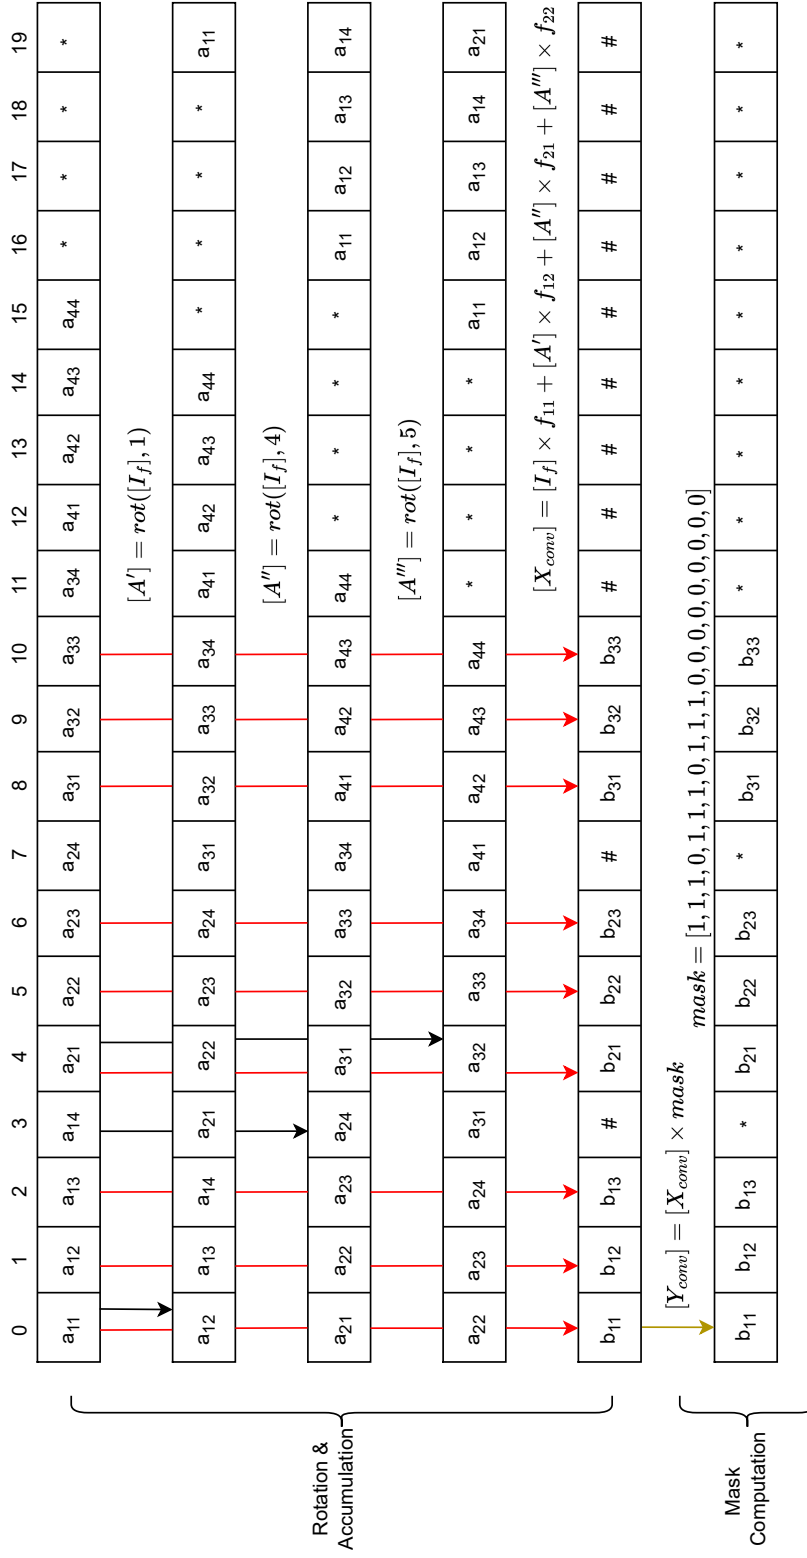 0 1 2 3 4 5 6 7 8 9 10 11 12 13 14 15 16 17 18 19
a11 a12 a13 a14 a21 a22 a23 a24 a31 a32 a33 a34 a41 a42 a43 a44 * * * *
[A′] = rot([I_f], 1)
a12 a13 a14 a21 a22 a23 a24 a31 a32 a33 a34 a41 a42 a43 a44 * * * * a11
[A″] = rot([I_f], 4)
Rotation &
Accumulation
a21 a22 a23 a24 a31 a32 a33 a34 a41 a42 a43 a44 * * * * a11 a12 a13 a14
[A‴] = rot([I_f], 5)
a22 a23 a24 a31 a32 a33 a34 a41 a42 a43 a44 * * * * a11 a12 a13 a14 a21
[X_conv] = [I_f] × f11 + [A′] × f12 + [A″] × f21 + [A‴] × f22
b11 b12 b13 # b21 b22 b23 # b31 b32 b33 # # # # # # # # #
[Y_conv] = [X_conv] × mask
mask = [1, 1, 1, 0, 1, 1, 1, 0, 1, 1, 1, 0, 0, 0, 0, 0, 0, 0, 0, 0]
Mask
Computation
b11 b12 b13 * b21 b22 b23 * b31 b32 b33 * * * * * * * * *